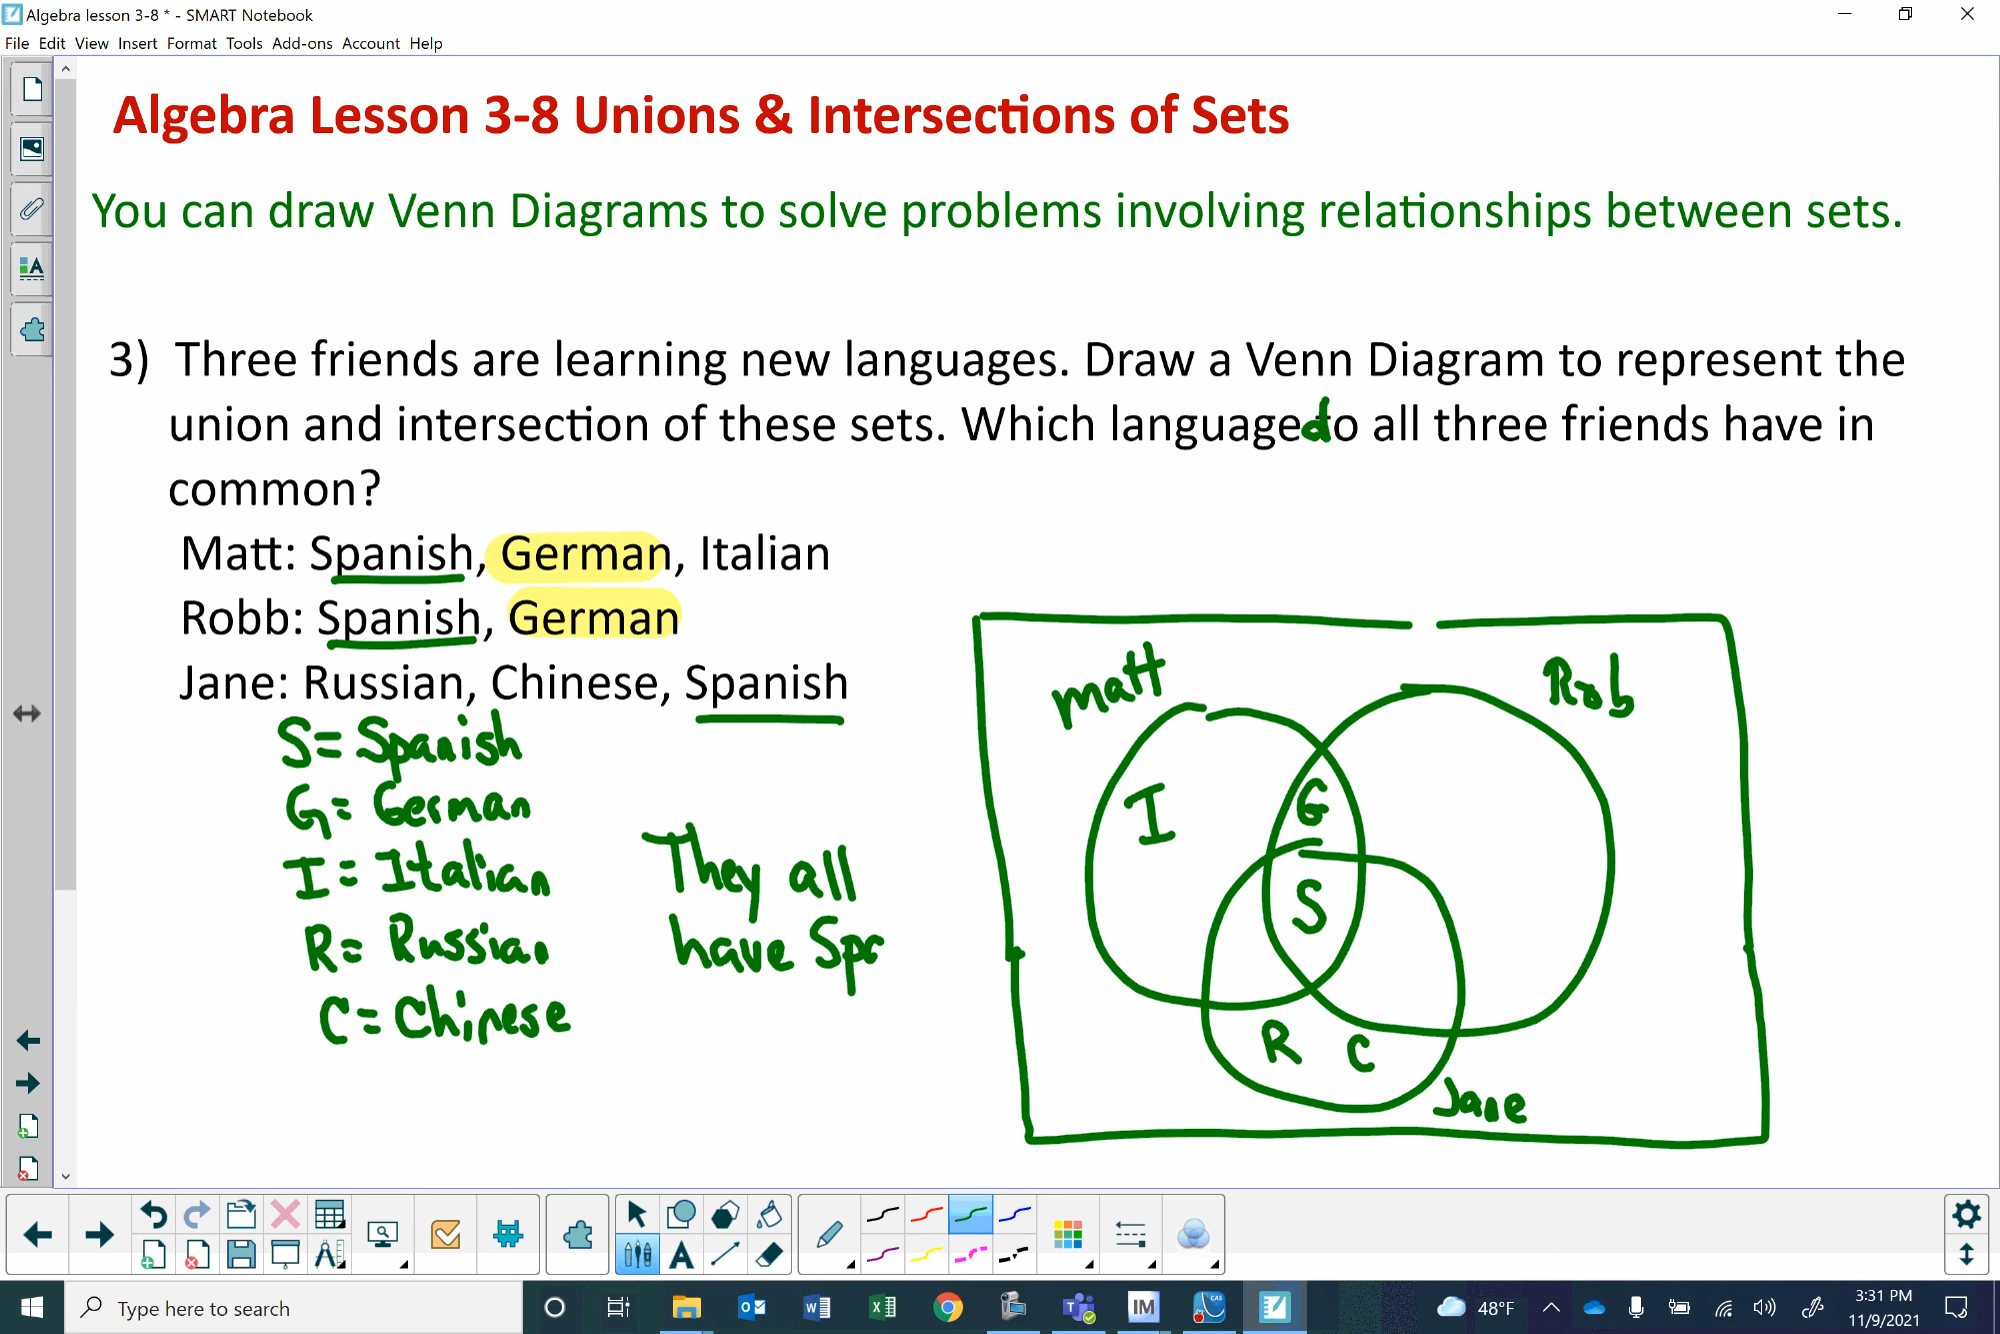 Algebra lesson 3-8 * - SMART Notebook
File Edit View Insert Format Tools Add-ons Account Help
Algebra Lesson 3-8 Unions & Intersections of Sets
You can draw Venn Diagrams to solve problems involving relationships between sets.
3) Three friends are learning new languages. Draw a Venn Diagram to represent the
union and intersection of these sets. Which language do all three friends have in
common?
Matt: Spanish, German, Italian
Robb: Spanish, German
Jane: Russian, Chinese, Spanish
S= Spanish
G= German
I= Italian
R= Russian
C= Chinese
They all
have Spa
matt
Rob
I
G
S
R C
Jane
Type here to search
48°F
3:31 PM
11/9/2021